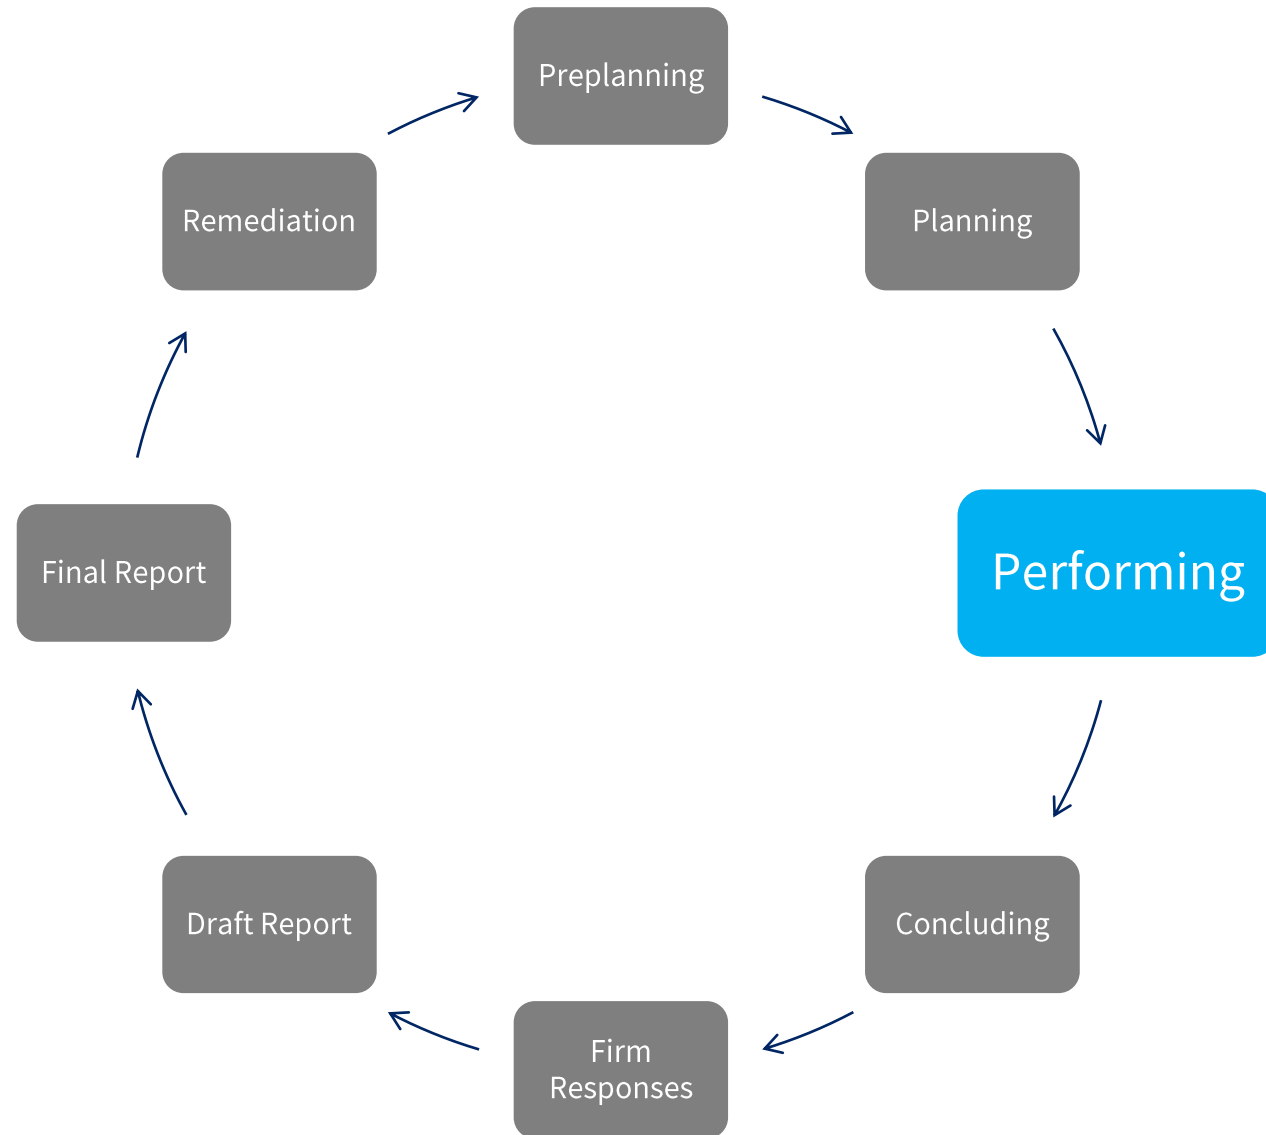 Preplanning
Planning
Performing
Concluding
Firm
Responses
Draft Report
Final Report
Remediation